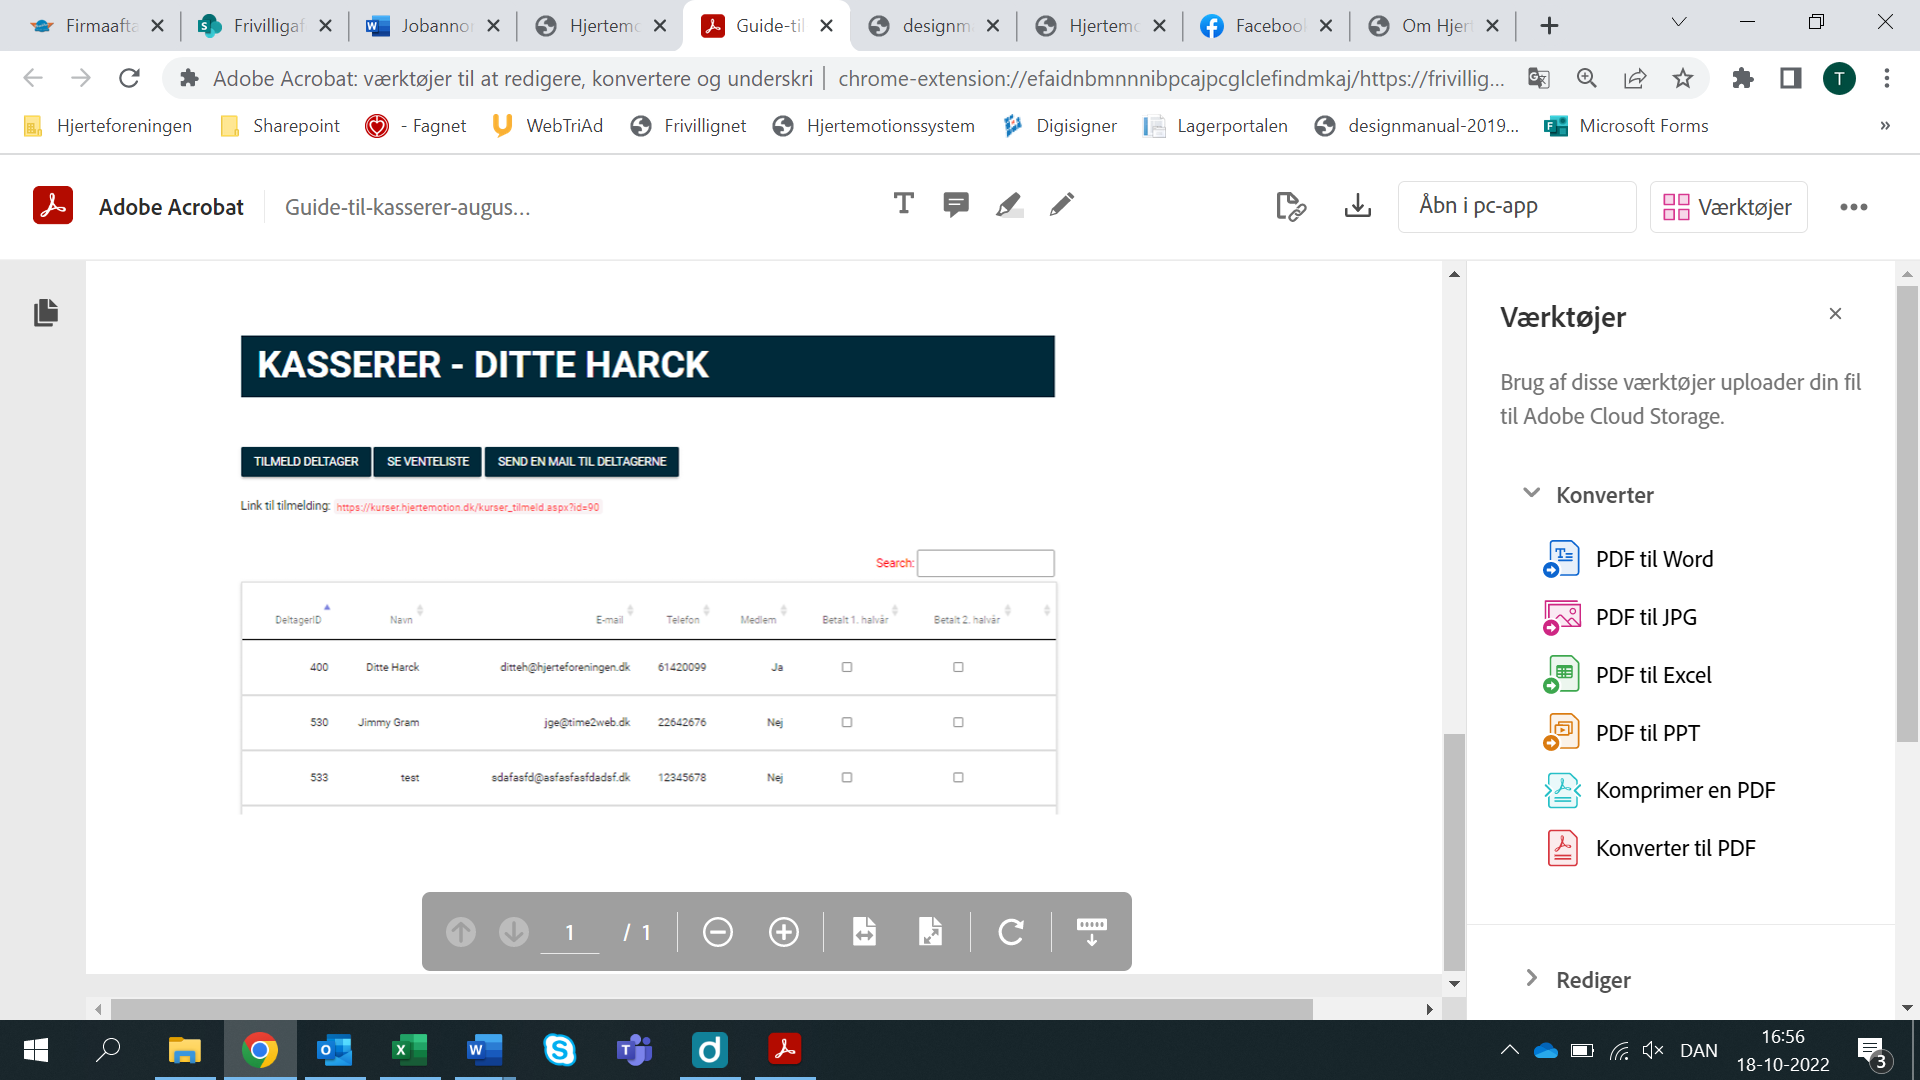 Firmaafta
Frivilligaf
Jobannon
Hjertemo
Guide-til
designm
Hjertemo
Facebook
Om Hjert
Adobe Acrobat: værktøjer til at redigere, konvertere og underskri | chrome-extension://efaidnbmnnnibpcajpcglclefindmkaj/https://frivillig...
T
Hjerteforeningen
Sharepoint
- Fagnet
WebTriAd
Frivillignet
Hjertemotionssystem
Digisigner
Lagerportalen
designmanual-2019...
Microsoft Forms
»
Adobe Acrobat
Guide-til-kasserer-augus...
Åbn i pc-app
Værktøjer
KASSERER - DITTE HARCK
TILMELD DELTAGER SE VENTELISTE SEND EN MAIL TIL DELTAGERNE
Link til tilmelding: https://kurser.hjertemotion.dk/kurser_tilmeld.aspx?id=90
Search:
DeltagerID Navn E-mail Telefon Medlem Betalt 1. halvår Betalt 2. halvår
400 Ditte Harck ditteh@hjerteforeningen.dk 61420099 Ja
530 Jimmy Gram jge@time2web.dk 22642676 Nej
533 test sdafasfd@asfasfasfdadsf.dk 12345678 Nej
1 / 1
Værktøjer
Brug af disse værktøjer uploader din fil
til Adobe Cloud Storage.
Konverter
PDF til Word
PDF til JPG
PDF til Excel
PDF til PPT
Komprimer en PDF
Konverter til PDF
Rediger
DAN
16:56
18-10-2022
3